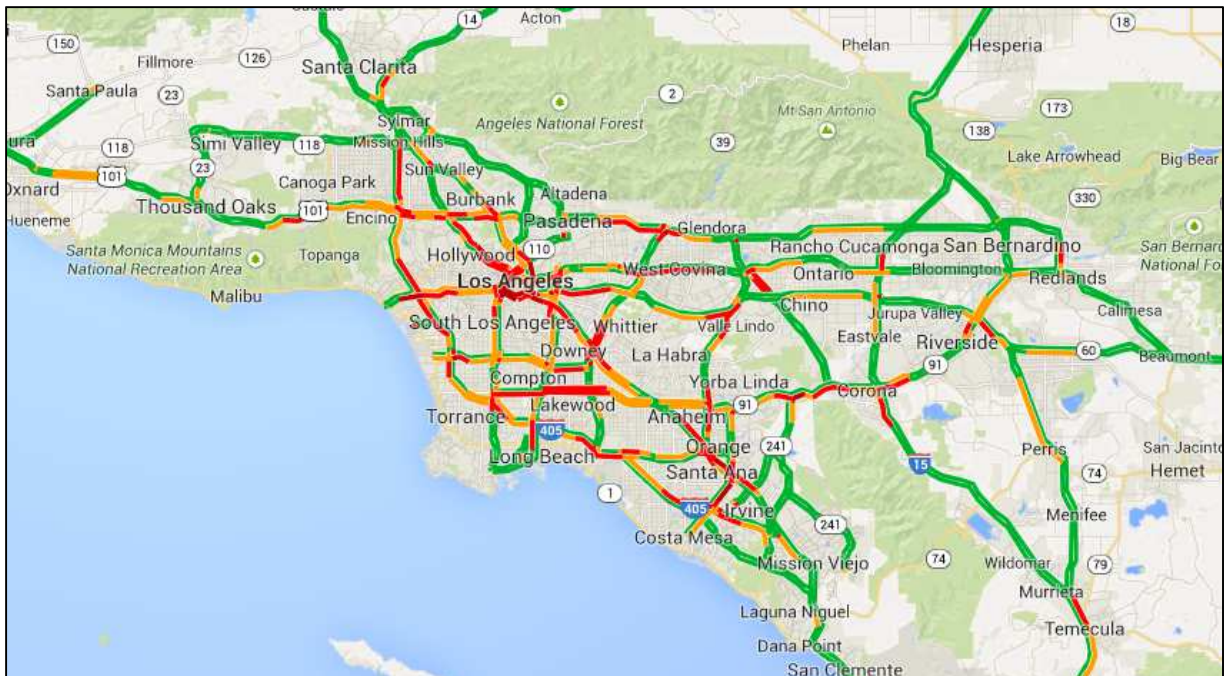 14
Acton
18
150
Phelan
Hesperia
Fillmore
126
Santa Clarita
2
Santa Paula
23
Mt San Antonio
173
Sylmar
Angeles National Forest
138
118
Simi Valley
118
Mission Hills
39
Lake Arrowhead
Big Bear
101
23
Canoga Park
Sun Valley
Oxnard
Thousand Oaks
101
Encino
Burbank
Altadena
330
Hueneme
Pasadena
Glendora
Santa Monica Mountains
National Recreation Area
Topanga
Hollywood
110
Rancho Cucamonga
San Bernardino
Malibu
Los Angeles
West Covina
Ontario
Bloomington
Redlands
Chino
South Los Angeles
Whittier
Valle Lindo
Jurupa Valley
Calimesa
Eastvale
Riverside
Downey
La Habra
91
60
Beaumont
Compton
Yorba Linda
Corona
Torrance
Lakewood
Anaheim
91
405
Orange
241
Perris
San Jacinto
Long Beach
Santa Ana
15
74
Hemet
1
405
Irvine
241
Menifee
Costa Mesa
Mission Viejo
74
Wildomar
79
Murrieta
Laguna Niguel
Temecula
Dana Point
San Clemente